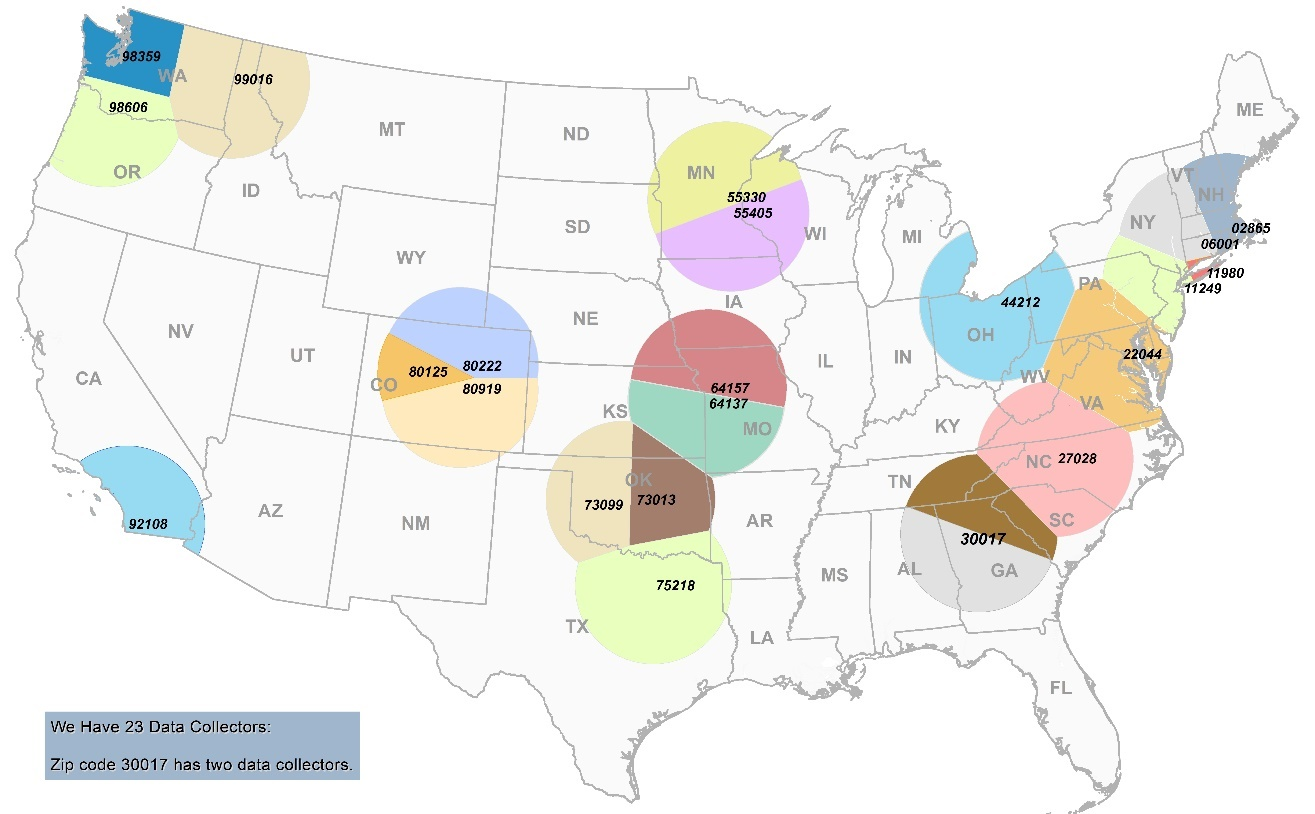 ME
98359
WA
99016
98606
MT
ND
MN
VT
NH
OR
ID
55330
55405
SD
WI
MI
NY
02865
06001
11980
11249
WY
PA
IA
44212
NE
OH
NV
UT
CO
80125
80222
80919
IL
IN
22044
WV
VA
CA
64157
64137
KS
MO
KY
NC
27028
OK
73099
73013
TN
AZ
NM
AR
SC
92108
30017
AL
GA
MS
75218
TX
LA
FL
We Have 23 Data Collectors:
Zip code 30017 has two data collectors.